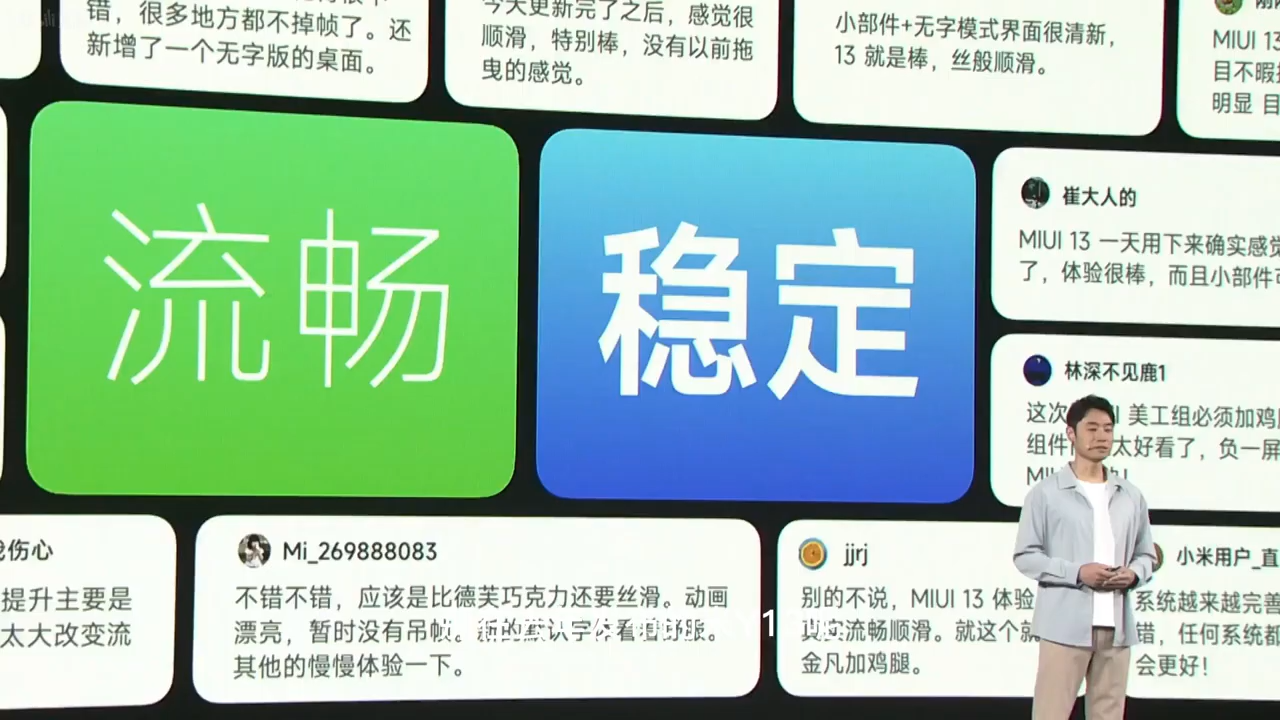 错，很多地方都不掉帧了。还
新增了一个无字版的桌面。
今天更新完了之后，感觉很
顺滑，特别棒，没有以前拖
曳的感觉。
小部件+无字模式界面很清新，
13 就是棒，丝般顺滑。
MIUI 13
目不暇
明显 目
流畅
稳定
崔大人的
MIUI 13 一天用下来确实感觉
了，体验很棒，而且小部件
林深不见鹿1
这次 美工组必须加鸡
组件 太好看了，负一屏
伤心
提升主要是
太大改变流
Mi_269888083
不错不错，应该是比德芙巧克力还要丝滑。动画
漂亮，暂时没有吊帧
其他的慢慢体验一下。
jjrj
别的不说，MIUI 13 体验
流畅顺滑。就这个
金凡加鸡腿。
小米用户_直
系统越来越完善
错，任何系统都
会更好！